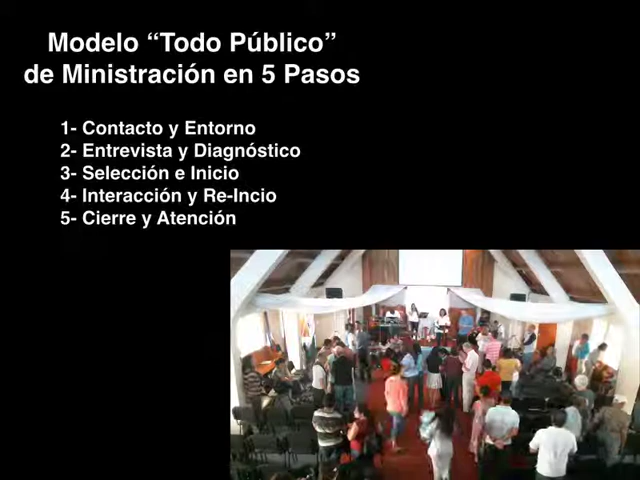 Modelo “Todo Público”
de Ministración en 5 Pasos
1- Contacto y Entorno
2- Entrevista y Diagnóstico
3- Selección e Inicio
4- Interacción y Re-Incio
5- Cierre y Atención